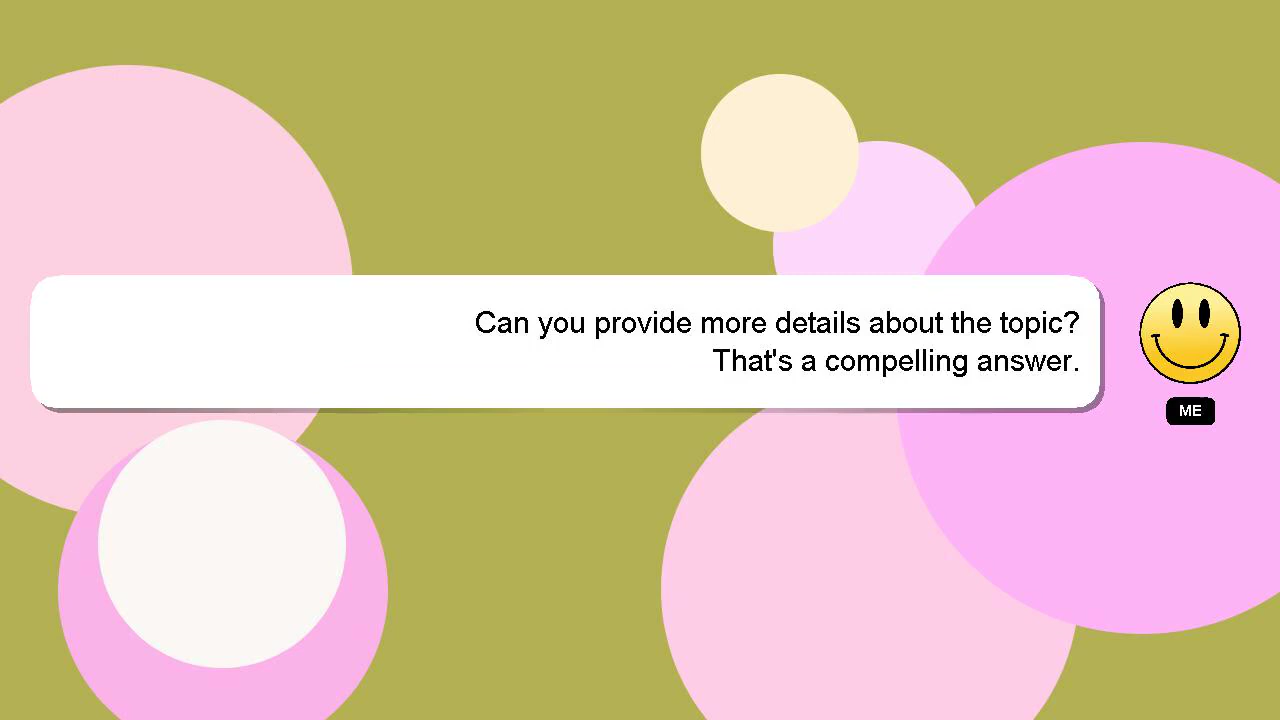 Can you provide more details about the topic?
That's a compelling answer.
ME